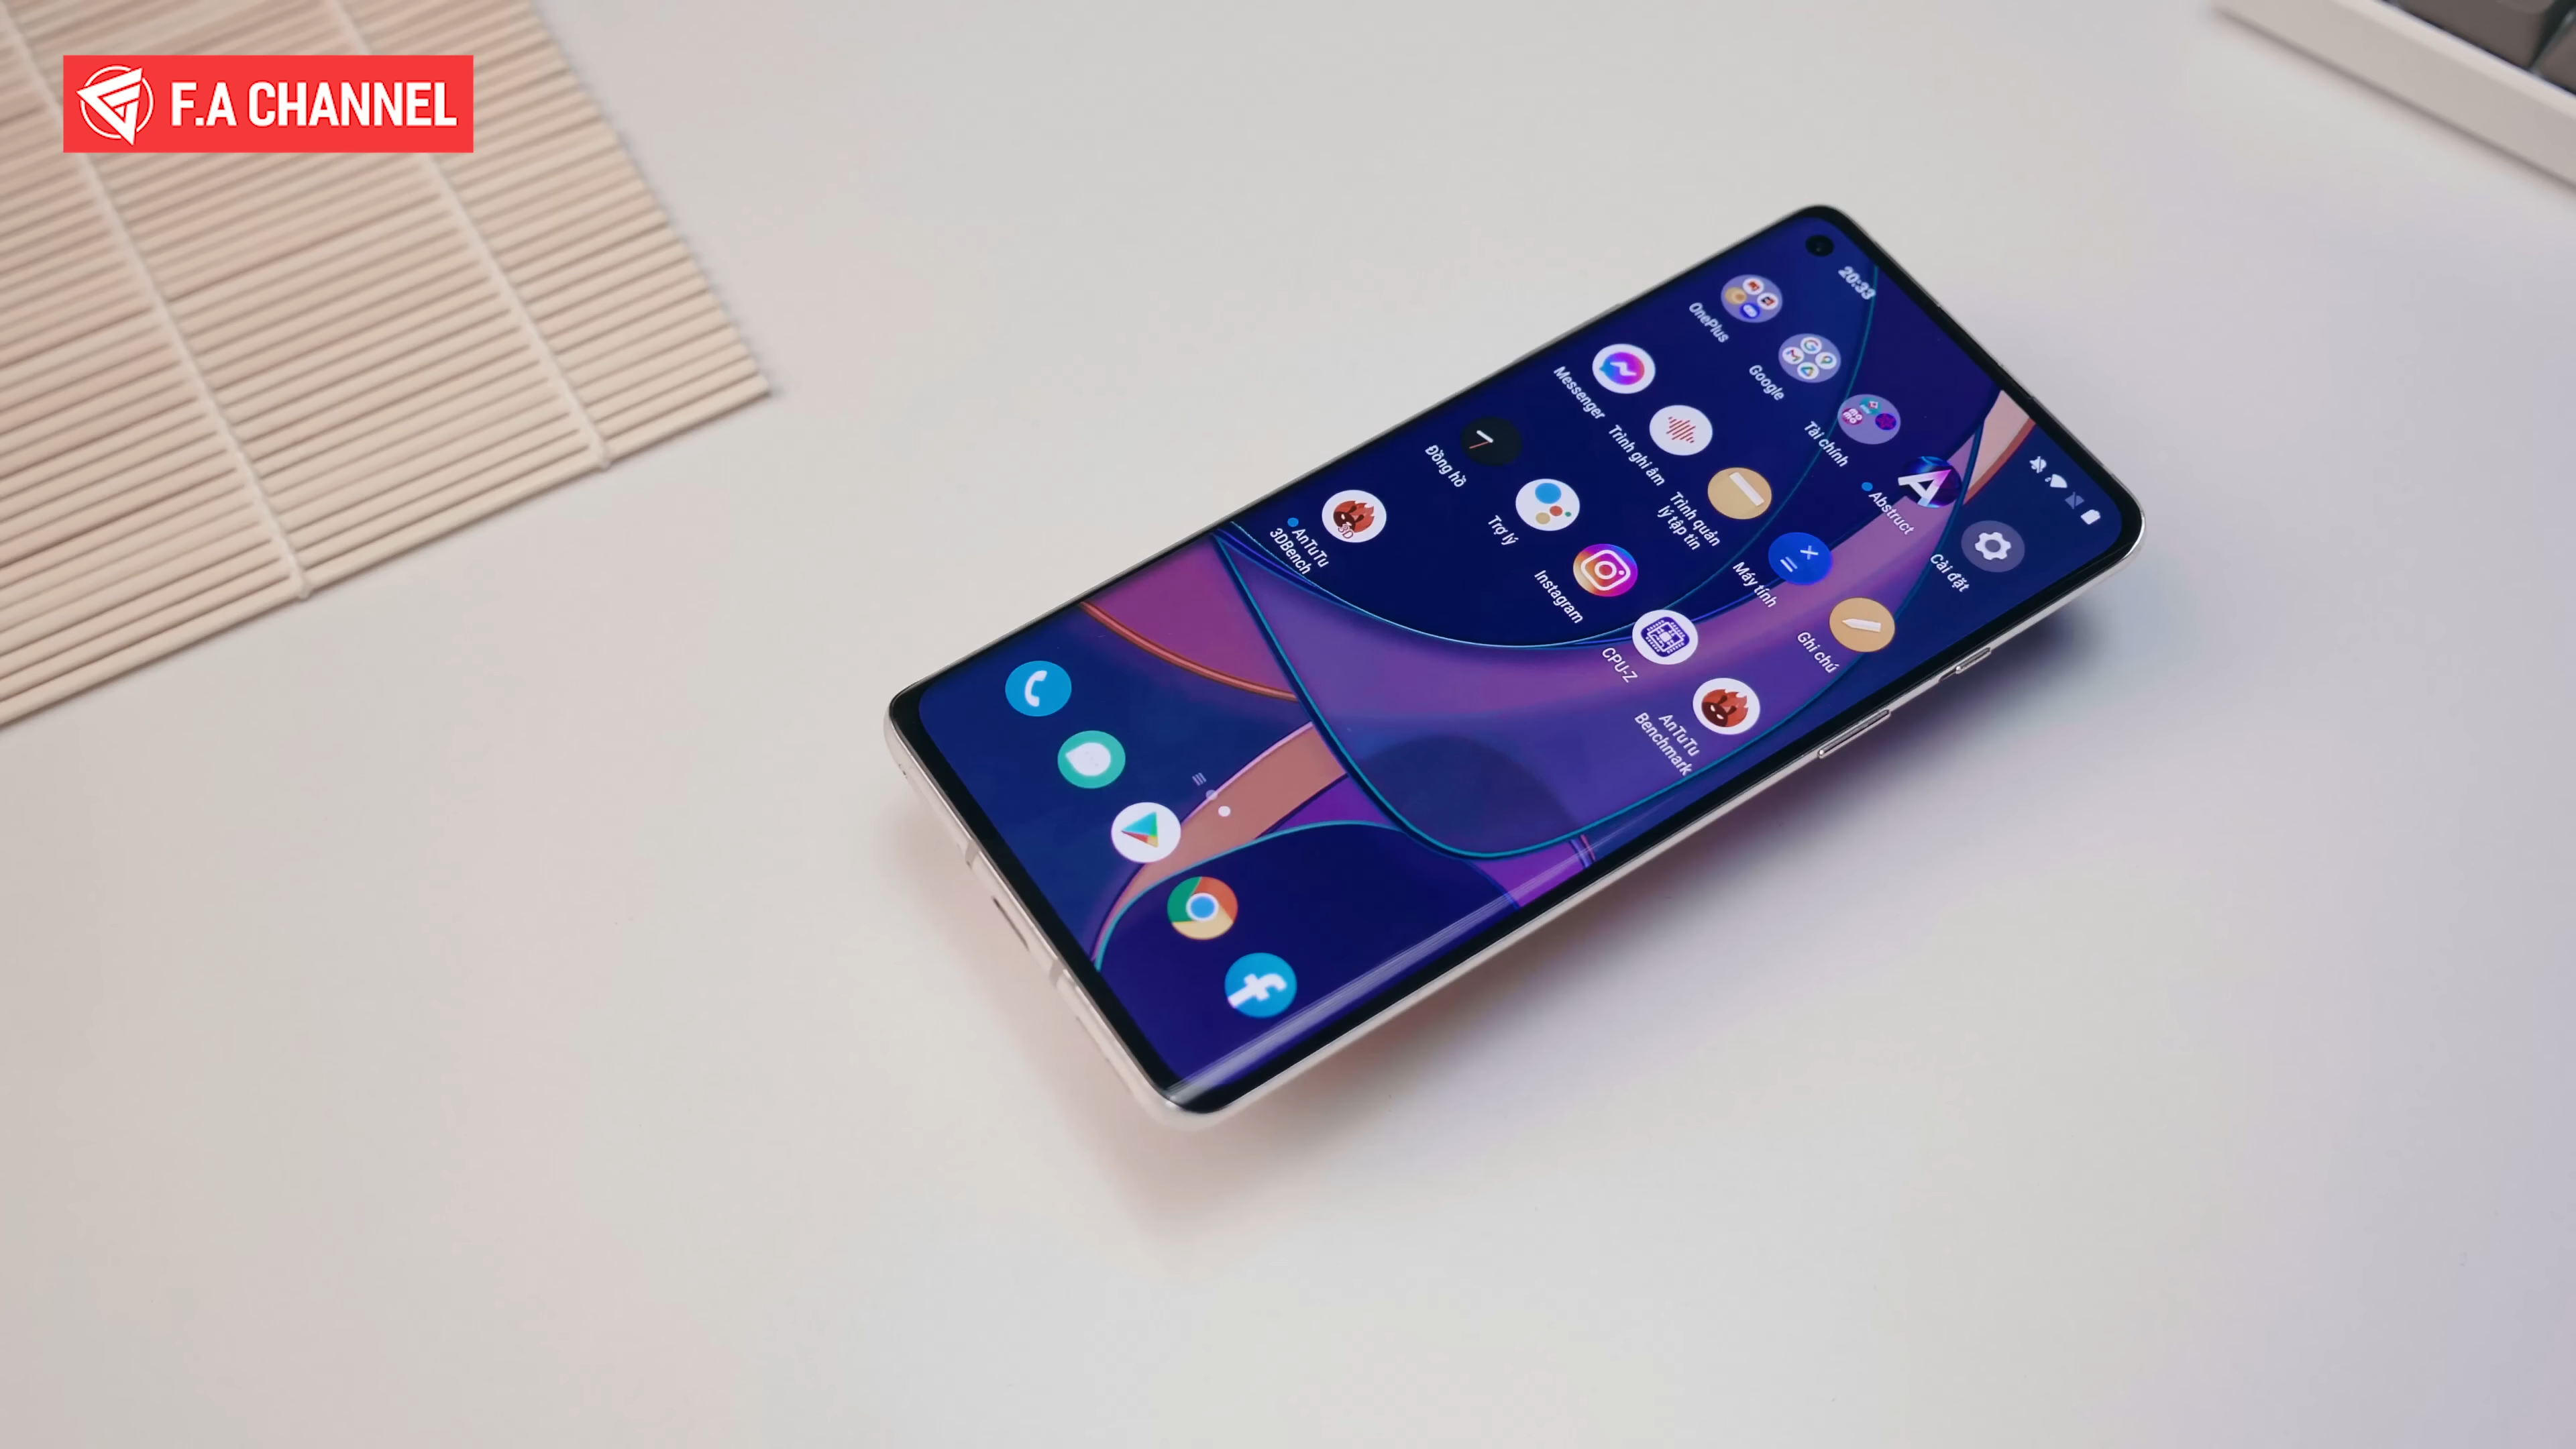 F.A CHANNEL
20:33
OnePlus
Google
Tài chính
Abstruct
Cài đặt
Messenger
Trình ghi âm
Trình quản
lý tập tin
Máy tính
Ghi chú
Đồng hồ
Trợ lý
Instagram
CPU-Z
AnTuTu
Benchmark
AnTuTu
3DBench
3D